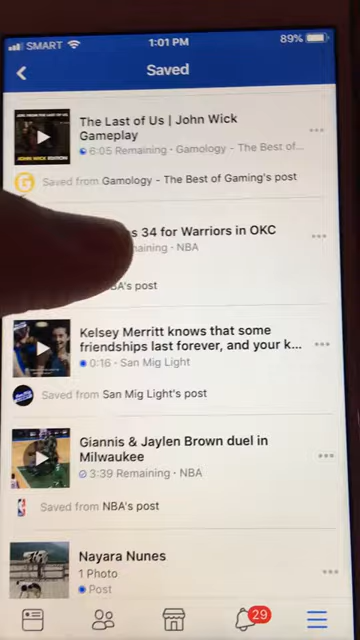 SMART 1:01 PM 89%
Saved
The Last of Us | John Wick
Gameplay
6:05 Remaining · Gamology - The Best of...
Saved from Gamology - The Best of Gaming's post
34 for Warriors in OKC
NBA
post
Kelsey Merritt knows that some
friendships last forever, and your k...
0:16 · San Mig Light
Saved from San Mig Light's post
Giannis & Jaylen Brown duel in
Milwaukee
3:39 Remaining · NBA
Saved from NBA's post
Nayara Nunes
1 Photo
Post
29